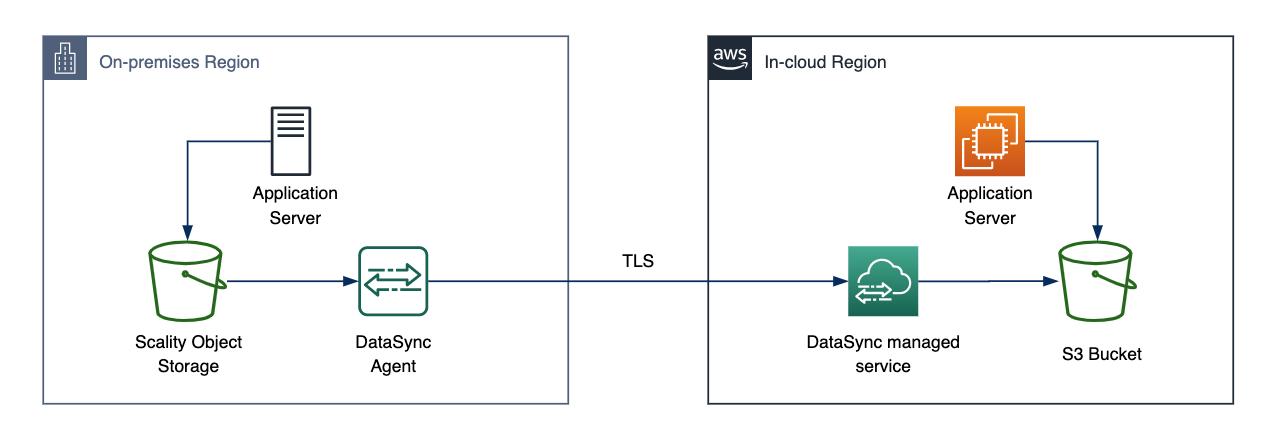 On-premises Region
aws
In-cloud Region
Application
Server
Application
Server
TLS
Scality Object
Storage
DataSync
Agent
DataSync managed
service
S3 Bucket